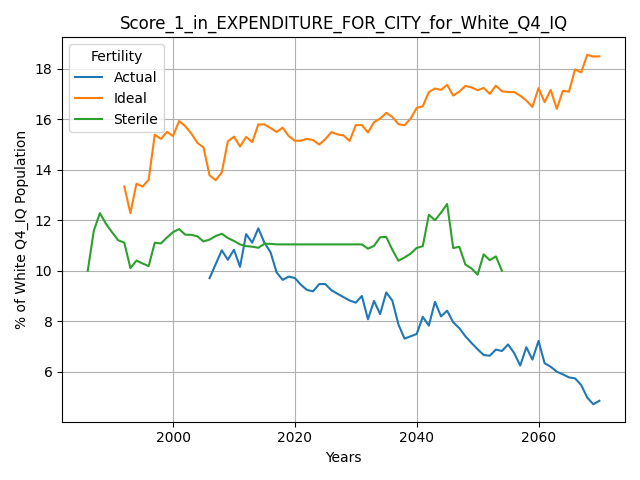 Score_1_in_EXPENDITURE_FOR_CITY_for_White_Q4_IQ
Fertility
Actual
Ideal
Sterile
% of White Q4_IQ Population
18
16
14
12
10
8
6
2000
2020
2040
2060
Years